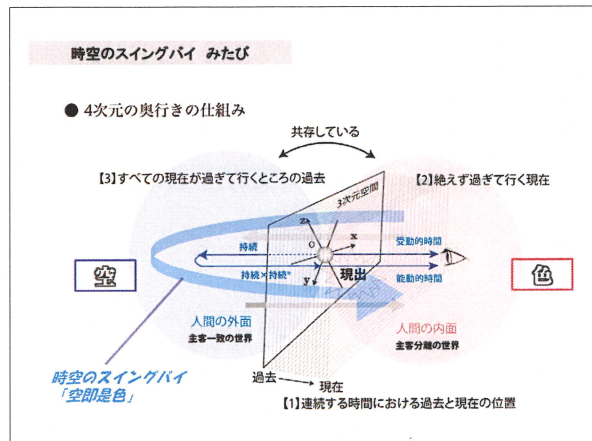 時空のスイングバイ みたび
● 4次元の奥行きの仕組み
共存している
【3】すべての現在が過ぎて行くところの過去
【2】絶えず過ぎて行く現在
3次元空間
z
x
o
y
持続
受動的時間
空
色
持続×持続*
現出
能動的時間
人間の外面
主客一致の世界
人間の内面
主客分離の世界
時空のスイングバイ
「空即是色」
過去
現在
【1】連続する時間における過去と現在の位置